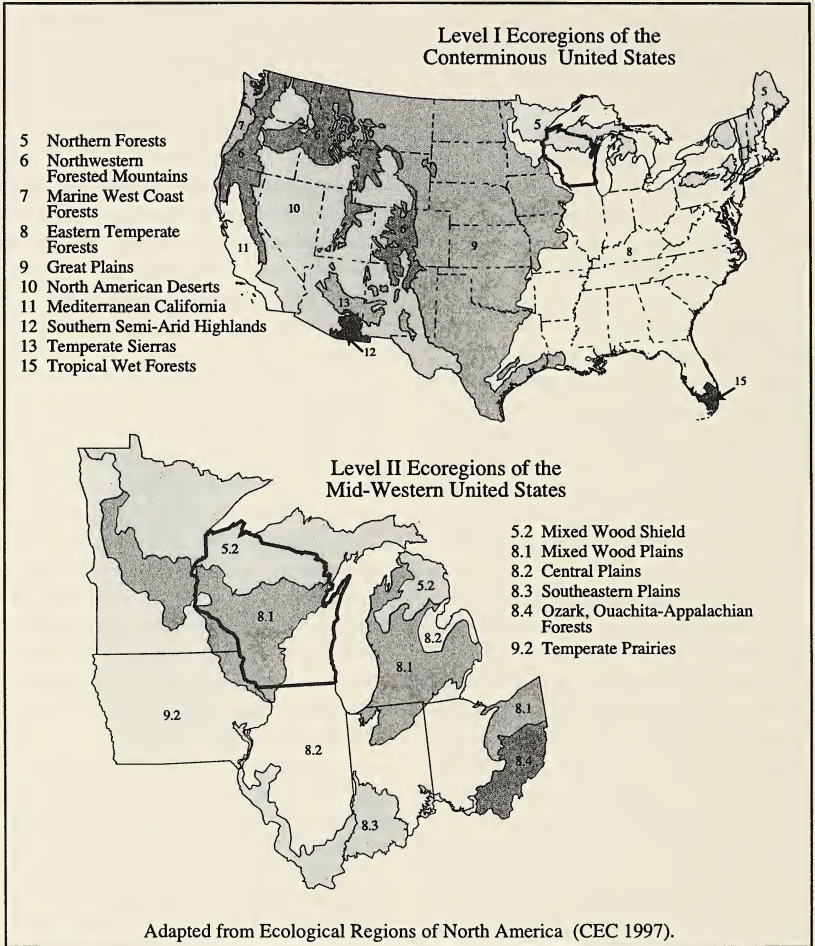 Level I Ecoregions of the
Conterminous United States
5 Northern Forests
6 Northwestern
Forested Mountains
7 Marine West Coast
Forests
8 Eastern Temperate
Forests
9 Great Plains
10 North American Deserts
11 Mediterranean California
12 Southern Semi-Arid Highlands
13 Temperate Sierras
15 Tropical Wet Forests
5
5
7
6
6
10
11
9
8
13
12
15
Level II Ecoregions of the
Mid-Western United States
5.2 Mixed Wood Shield
8.1 Mixed Wood Plains
8.2 Central Plains
8.3 Southeastern Plains
8.4 Ozark, Ouachita-Appalachian
Forests
9.2 Temperate Prairies
5.2
5.2
8.1
8.2
8.1
9.2
8.2
8.1
8.4
8.3
Adapted from Ecological Regions of North America (CEC 1997).